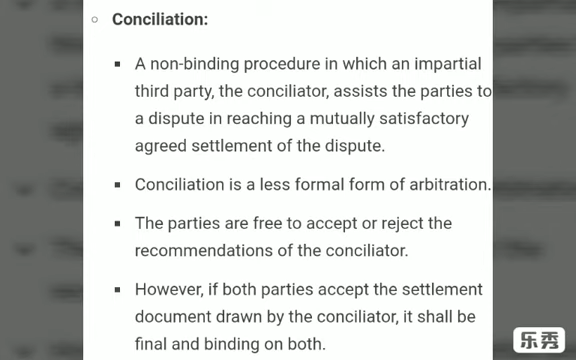 Conciliation:
A non-binding procedure in which an impartial
third party, the conciliator, assists the parties to
a dispute in reaching a mutually satisfactory
agreed settlement of the dispute.
Conciliation is a less formal form of arbitration.
The parties are free to accept or reject the
recommendations of the conciliator.
However, if both parties accept the settlement
document drawn by the conciliator, it shall be
final and binding on both.
乐秀